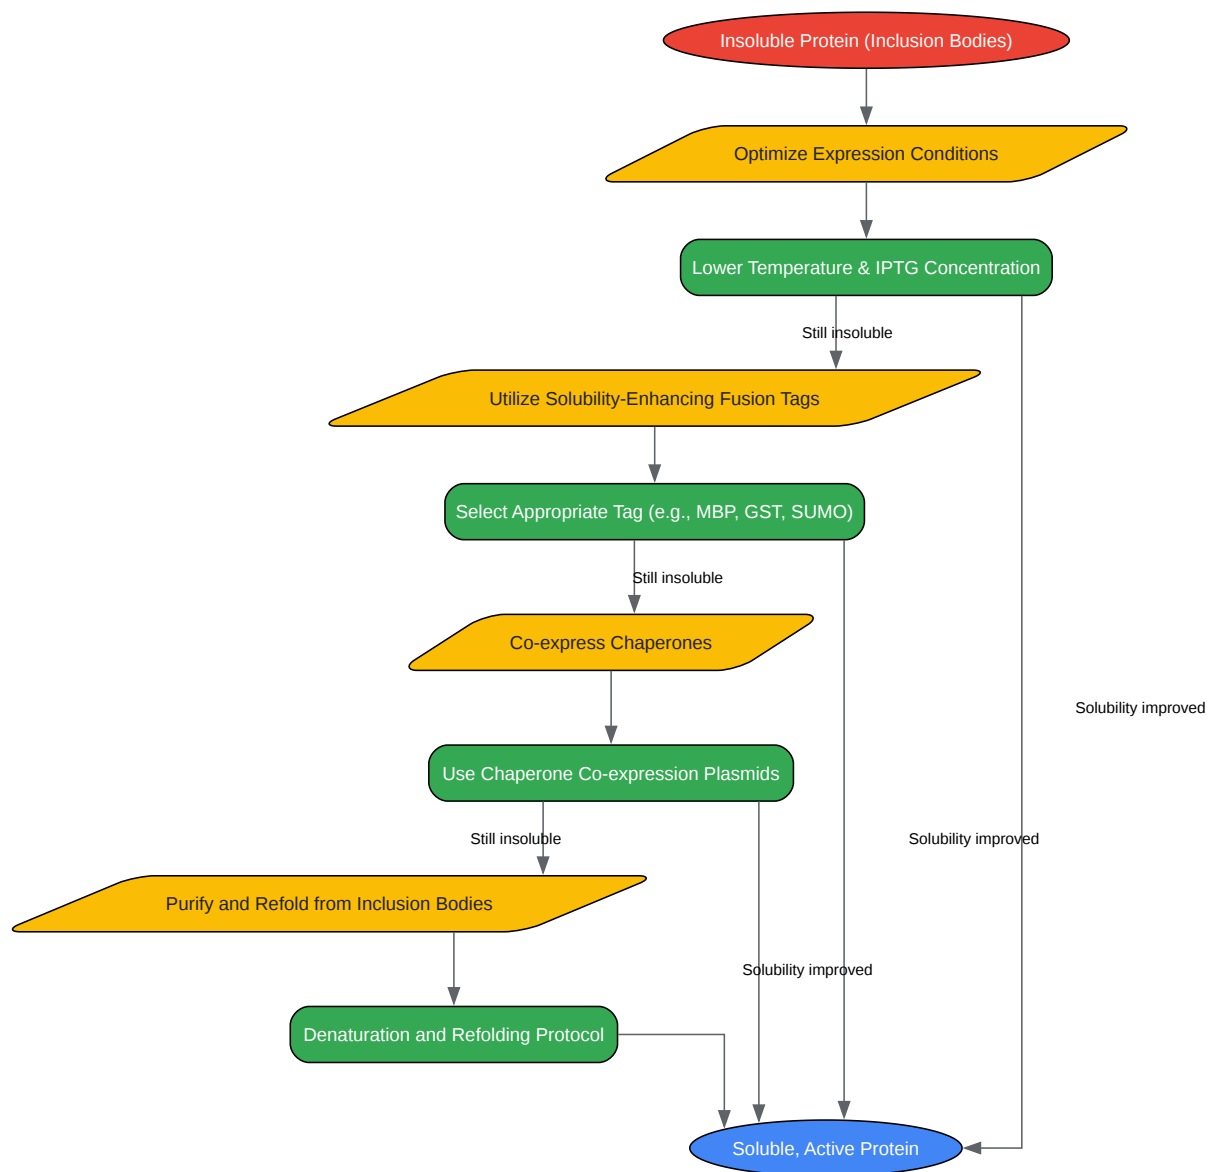 Insoluble Protein (Inclusion Bodies)
Optimize Expression Conditions
Lower Temperature & IPTG Concentration
Still insoluble
Utilize Solubility-Enhancing Fusion Tags
Select Appropriate Tag (e.g., MBP, GST, SUMO)
Still insoluble
Co-express Chaperones
Solubility improved
Use Chaperone Co-expression Plasmids
Still insoluble
Solubility improved
Purify and Refold from Inclusion Bodies
Solubility improved
Denaturation and Refolding Protocol
Soluble, Active Protein